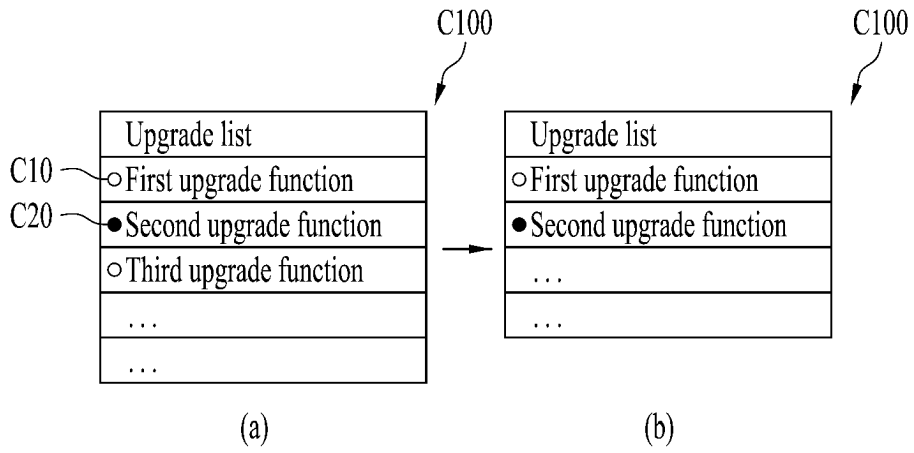 C100
C100
Upgrade list
Upgrade list
C10
First upgrade function
First upgrade function
C20
Second upgrade function
Second upgrade function
Third upgrade function
...
...
...
...
(a)
(b)